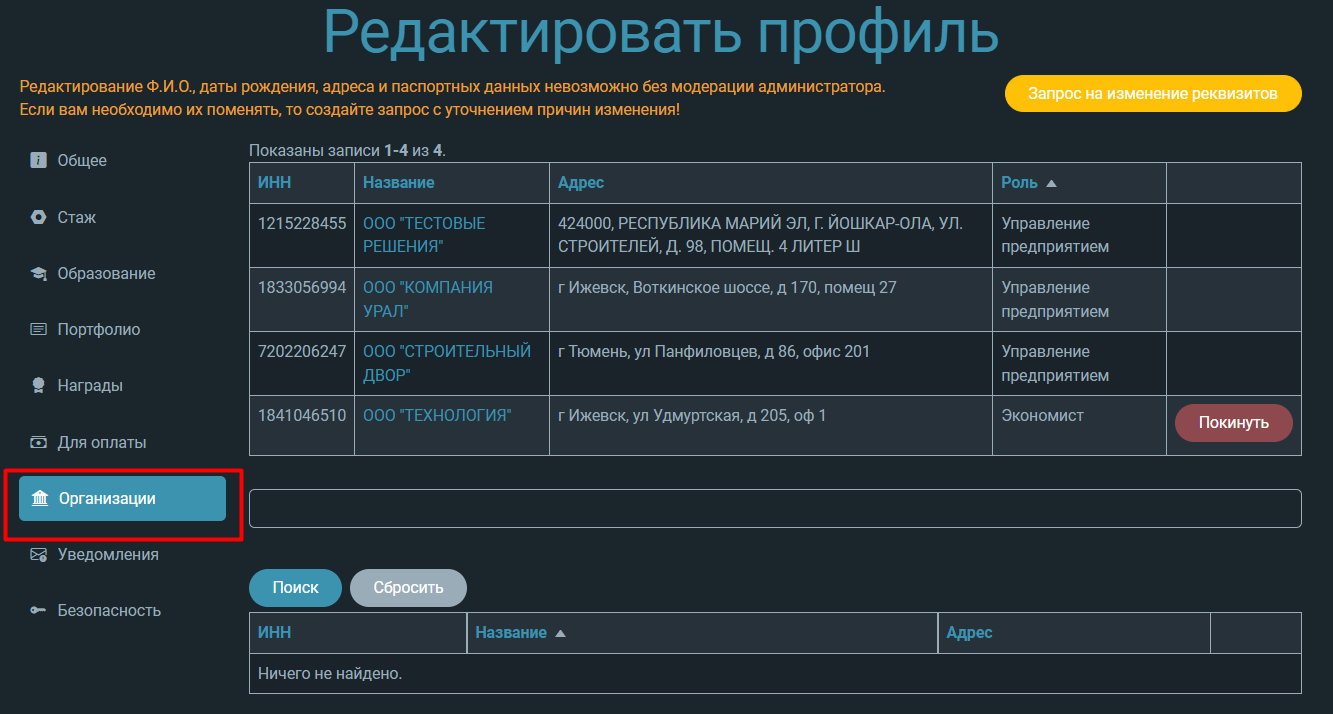 Редактировать профиль
Редактирование Ф.И.О., даты рождения, адреса и паспортных данных невозможно без модерации администратора.
Если вам необходимо их поменять, то создайте запрос с уточнением причин изменения!
Запрос на изменение реквизитов
Общее
Стаж
Образование
Портфолио
Награды
Для оплаты
Организации
Уведомления
Безопасность
Показаны записи 1-4 из 4.
ИНН Название Адрес Роль
1215228455 ООО "ТЕСТОВЫЕ 424000, РЕСПУБЛИКА МАРИЙ ЭЛ, Г. ЙОШКАР-ОЛА, УЛ. Управление
РЕШЕНИЯ" СТРОИТЕЛЕЙ, Д. 98, ПОМЕЩ. 4 ЛИТЕР Ш предприятием
1833056994 ООО "КОМПАНИЯ г Ижевск, Воткинское шоссе, д 170, помещ 27 Управление
УРАЛ" предприятием
7202206247 ООО "СТРОИТЕЛЬНЫЙ г Тюмень, ул Панфиловцев, д 86, офис 201 Управление
ДВОР" предприятием
1841046510 ООО "ТЕХНОЛОГИЯ" г Ижевск, ул Удмуртская, д 205, оф 1 Экономист Покинуть
Поиск Сбросить
ИНН Название Адрес
Ничего не найдено.